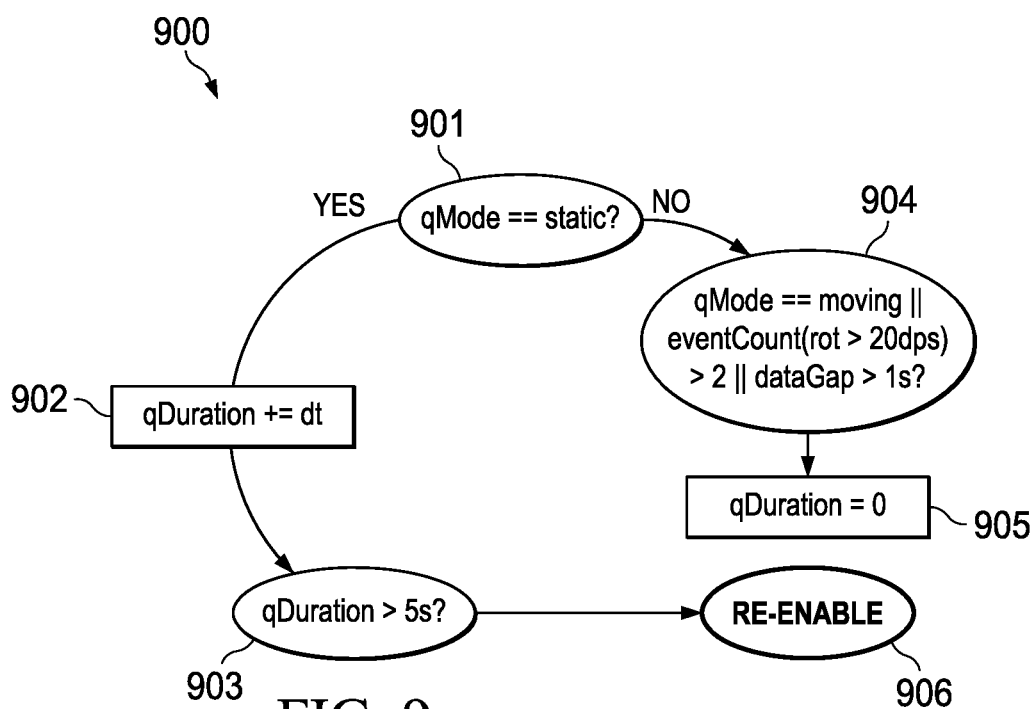 900
901
YES
qMode == static?
NO
904
qMode == moving ||
eventCount(rot > 20dps)
> 2 || dataGap > 1s?
902
qDuration += dt
qDuration = 0
905
qDuration > 5s?
RE-ENABLE
903
906
FIG. 9